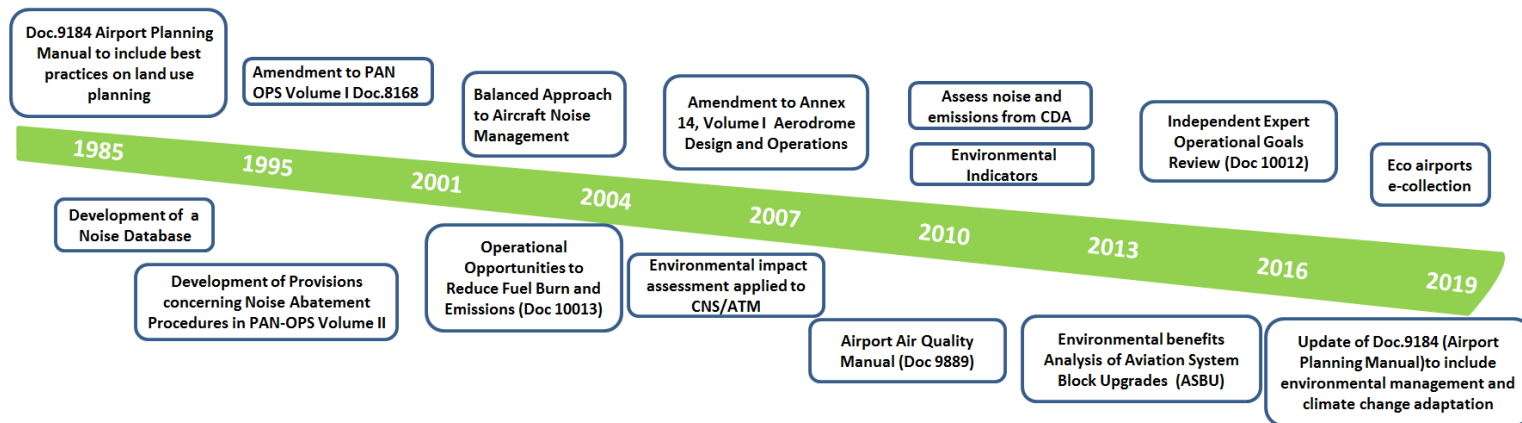 Doc.9184 Airport Planning
Manual to include best
practices on land use
planning
Amendment to PAN
OPS Volume I Doc.8168
Balanced Approach
to Aircraft Noise
Management
Amendment to Annex
14, Volume I Aerodrome
Design and Operations
Assess noise and
emissions from CDA
Environmental
Indicators
Independent Expert
Operational Goals
Review (Doc 10012)
Eco airports
e-collection
1985
1995
2001
2004
2007
2010
2013
2016
2019
Development of a
Noise Database
Development of Provisions
concerning Noise Abatement
Procedures in PAN-OPS Volume II
Operational
Opportunities to
Reduce Fuel Burn and
Emissions (Doc 10013)
Environmental impact
assessment applied to
CNS/ATM
Airport Air Quality
Manual (Doc 9889)
Environmental benefits
Analysis of Aviation System
Block Upgrades (ASBU)
Update of Doc.9184 (Airport
Planning Manual)to include
environmental management and
climate change adaptation